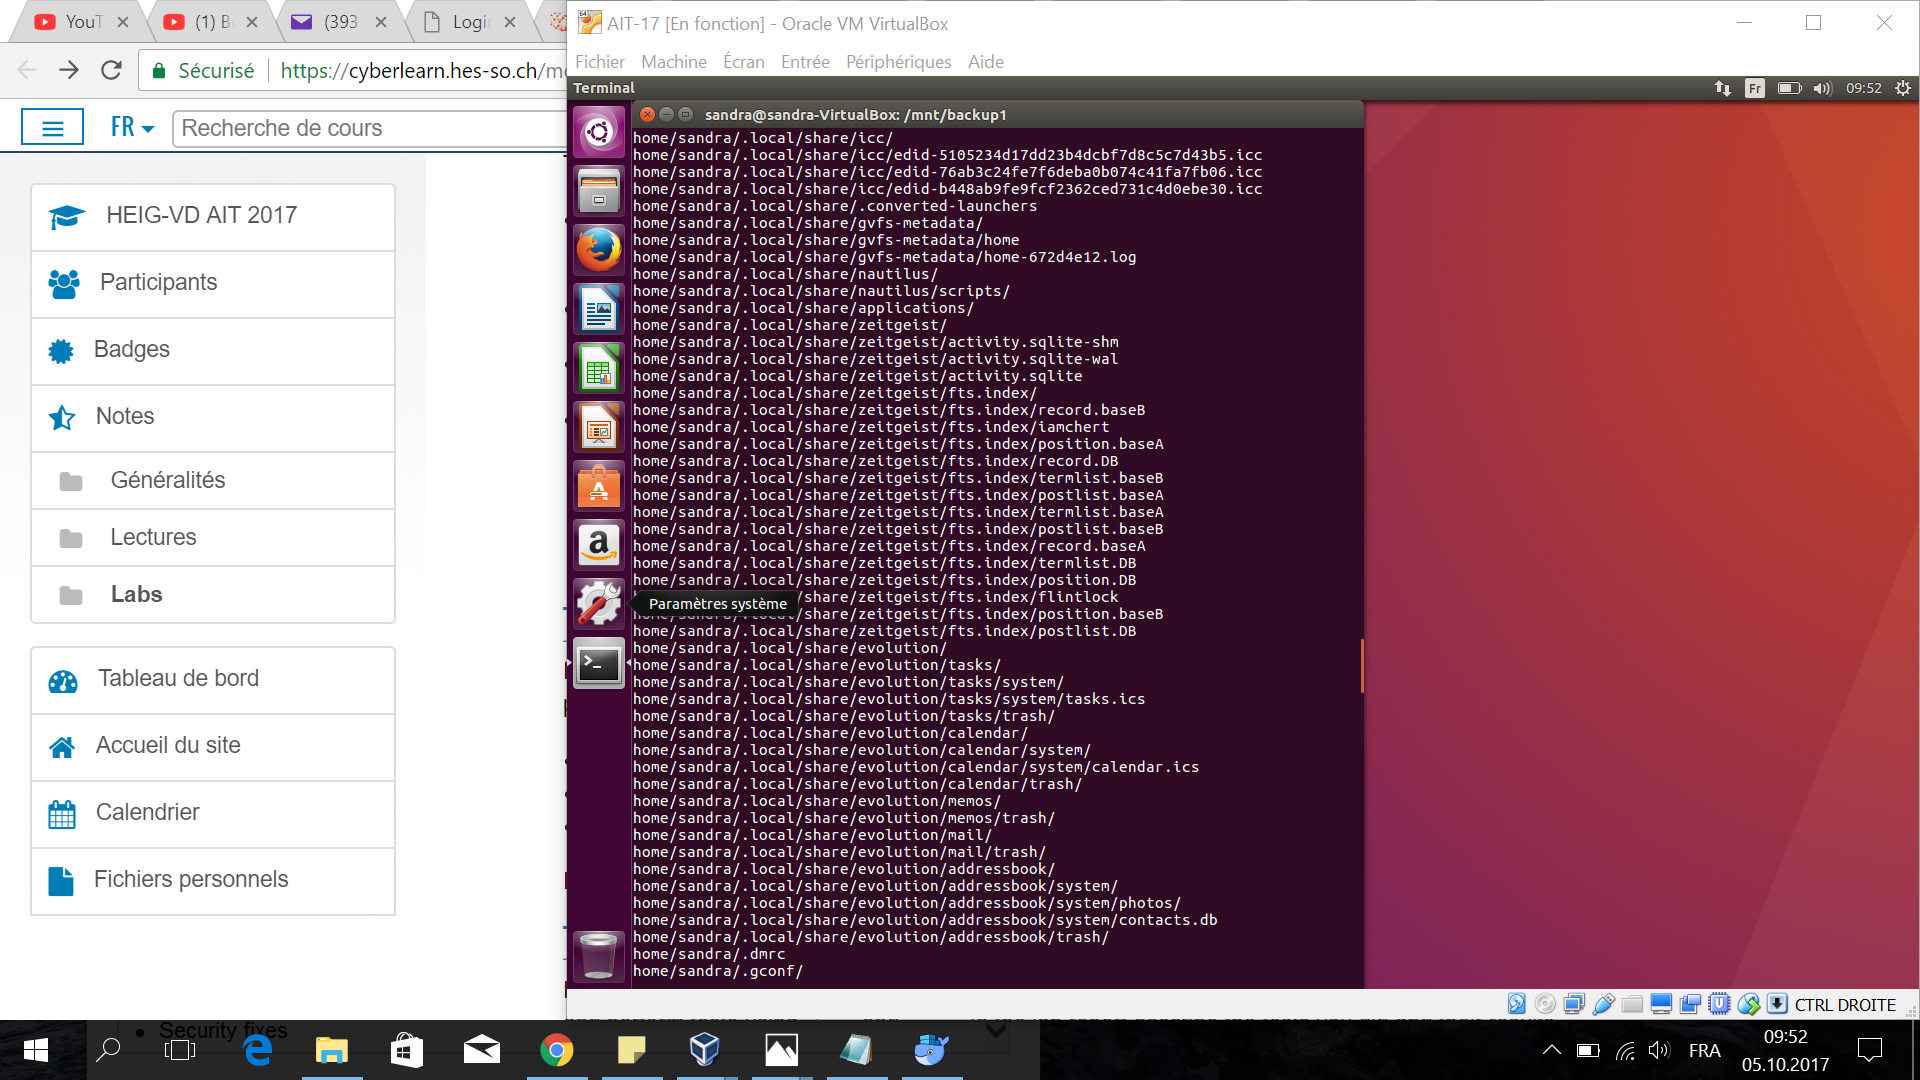 YouT
(1) B
(393
Logi
Sécurisé
https://cyberlearn.hes-so.ch/mo
FR
Recherche de cours
HEIG-VD AIT 2017
Participants
Badges
Notes
Généralités
Lectures
Labs
Tableau de bord
Accueil du site
Calendrier
Fichiers personnels
Security fixes
AIT-17 [En fonction] - Oracle VM VirtualBox
Fichier Machine Écran Entrée Périphériques Aide
Terminal
Fr
09:52
sandra@sandra-VirtualBox: /mnt/backup1
home/sandra/.local/share/icc/
home/sandra/.local/share/icc/edid-5105234d17dd23b4dcbf7d8c5c7d43b5.icc
home/sandra/.local/share/icc/edid-76ab3c24fe7f6deba0b074c41fa7fb06.icc
home/sandra/.local/share/icc/edid-b448ab9fe9fcf2362ced731c4d0ebe30.icc
home/sandra/.local/share/.converted-launchers
home/sandra/.local/share/gvfs-metadata/
home/sandra/.local/share/gvfs-metadata/home
home/sandra/.local/share/gvfs-metadata/home-672d4e12.log
home/sandra/.local/share/nautilus/
home/sandra/.local/share/nautilus/scripts/
home/sandra/.local/share/applications/
home/sandra/.local/share/zeitgeist/
home/sandra/.local/share/zeitgeist/activity.sqlite-shm
home/sandra/.local/share/zeitgeist/activity.sqlite-wal
home/sandra/.local/share/zeitgeist/activity.sqlite
home/sandra/.local/share/zeitgeist/fts.index/
home/sandra/.local/share/zeitgeist/fts.index/record.baseB
home/sandra/.local/share/zeitgeist/fts.index/iamchert
home/sandra/.local/share/zeitgeist/fts.index/position.baseA
home/sandra/.local/share/zeitgeist/fts.index/record.DB
home/sandra/.local/share/zeitgeist/fts.index/termlist.baseB
home/sandra/.local/share/zeitgeist/fts.index/postlist.baseA
home/sandra/.local/share/zeitgeist/fts.index/termlist.baseA
home/sandra/.local/share/zeitgeist/fts.index/postlist.baseB
home/sandra/.local/share/zeitgeist/fts.index/record.baseA
home/sandra/.local/share/zeitgeist/fts.index/termlist.DB
home/sandra/.local/share/zeitgeist/fts.index/position.DB
/share/zeitgeist/fts.index/flintlock
Paramètres système
home/sandra/.local/share/zeitgeist/fts.index/position.baseB
home/sandra/.local/share/zeitgeist/fts.index/postlist.DB
home/sandra/.local/share/evolution/
home/sandra/.local/share/evolution/tasks/
home/sandra/.local/share/evolution/tasks/system/
home/sandra/.local/share/evolution/tasks/system/tasks.ics
home/sandra/.local/share/evolution/tasks/trash/
home/sandra/.local/share/evolution/calendar/
home/sandra/.local/share/evolution/calendar/system/
home/sandra/.local/share/evolution/calendar/system/calendar.ics
home/sandra/.local/share/evolution/calendar/trash/
home/sandra/.local/share/evolution/memos/
home/sandra/.local/share/evolution/memos/trash/
home/sandra/.local/share/evolution/mail/
home/sandra/.local/share/evolution/mail/trash/
home/sandra/.local/share/evolution/addressbook/
home/sandra/.local/share/evolution/addressbook/system/
home/sandra/.local/share/evolution/addressbook/system/photos/
home/sandra/.local/share/evolution/addressbook/system/contacts.db
home/sandra/.local/share/evolution/addressbook/trash/
home/sandra/.dmrc
home/sandra/.gconf/
CTRL DROITE
FRA
09:52
05.10.2017